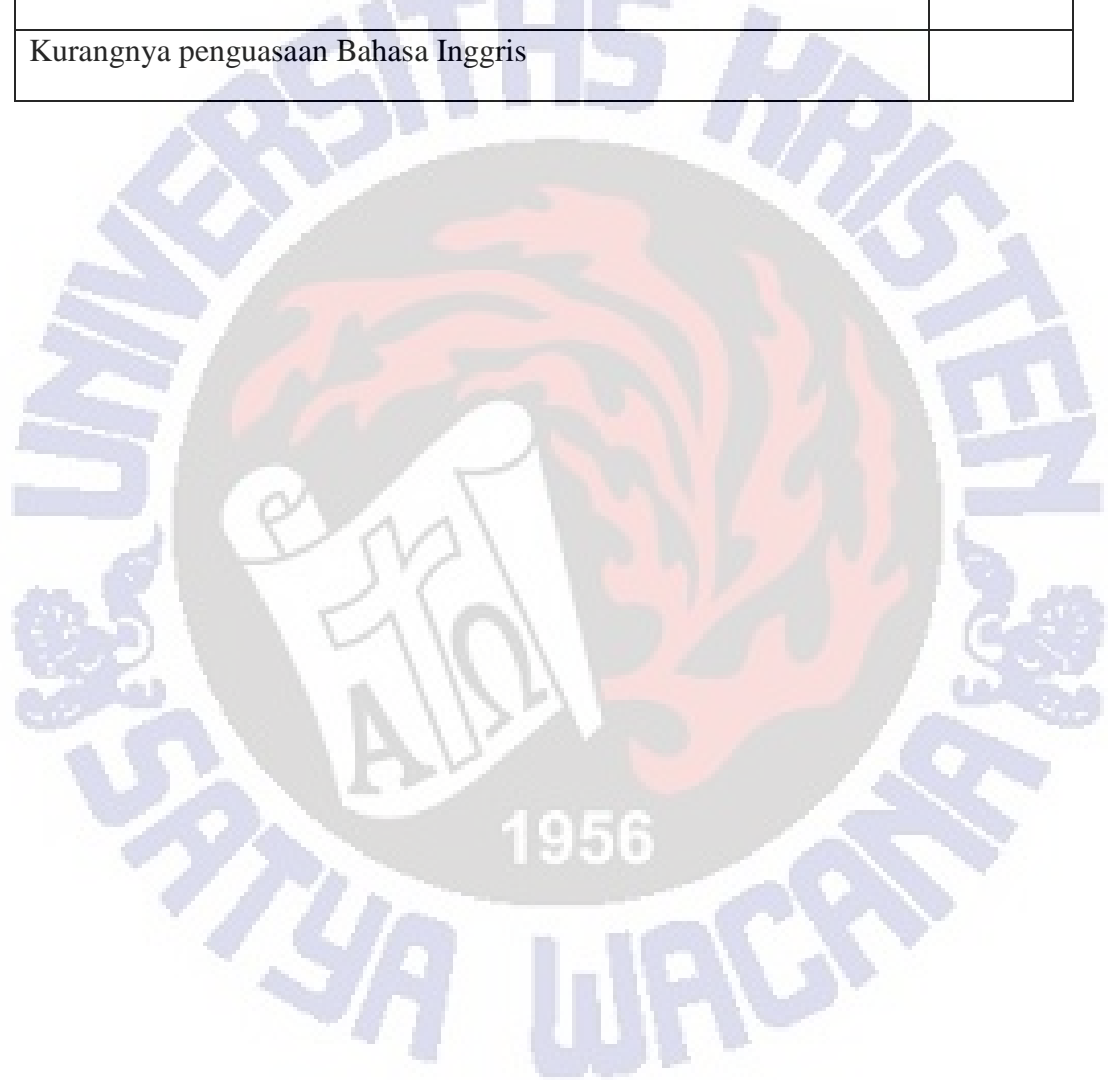 Kurangnya penguasaan Bahasa Inggris
UNIVERSITAS KRISTEN
SATYA WACANA
A Ω
1956